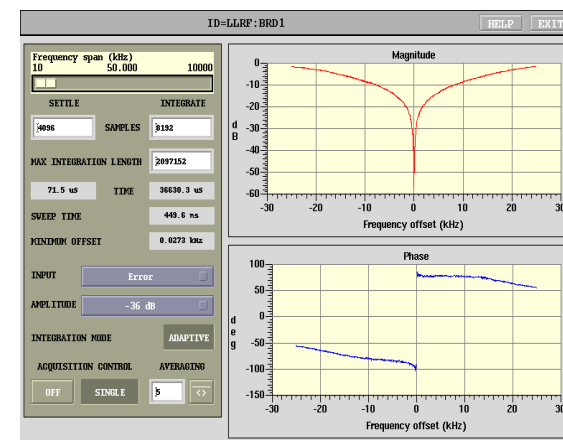 ID=LLRF:BRD1 HELP EXIT
Frequency span (kHz)
10 50.000 10000
SETTLE INTEGRATE
4096 SAMPLES 8192
MAX INTEGRATION LENGTH 2097152
71.5 uS TIME 36630.3 uS
SWEEP TIME 449.6 ms
MINIMUM OFFSET 0.0273 kHz
INPUT Error
AMPLITUDE -36 dB
INTEGRATION MODE ADAPTIVE
ACQUISITION CONTROL AVERAGING
OFF SINGLE 5 <>
Magnitude
0
-10
-20
-30
-40
-50
-60
dB
-30 -20 -10 0 10 20 30
Frequency offset (kHz)
Phase
100
50
0
-50
-100
-150
deg
-30 -20 -10 0 10 20 30
Frequency offset (kHz)